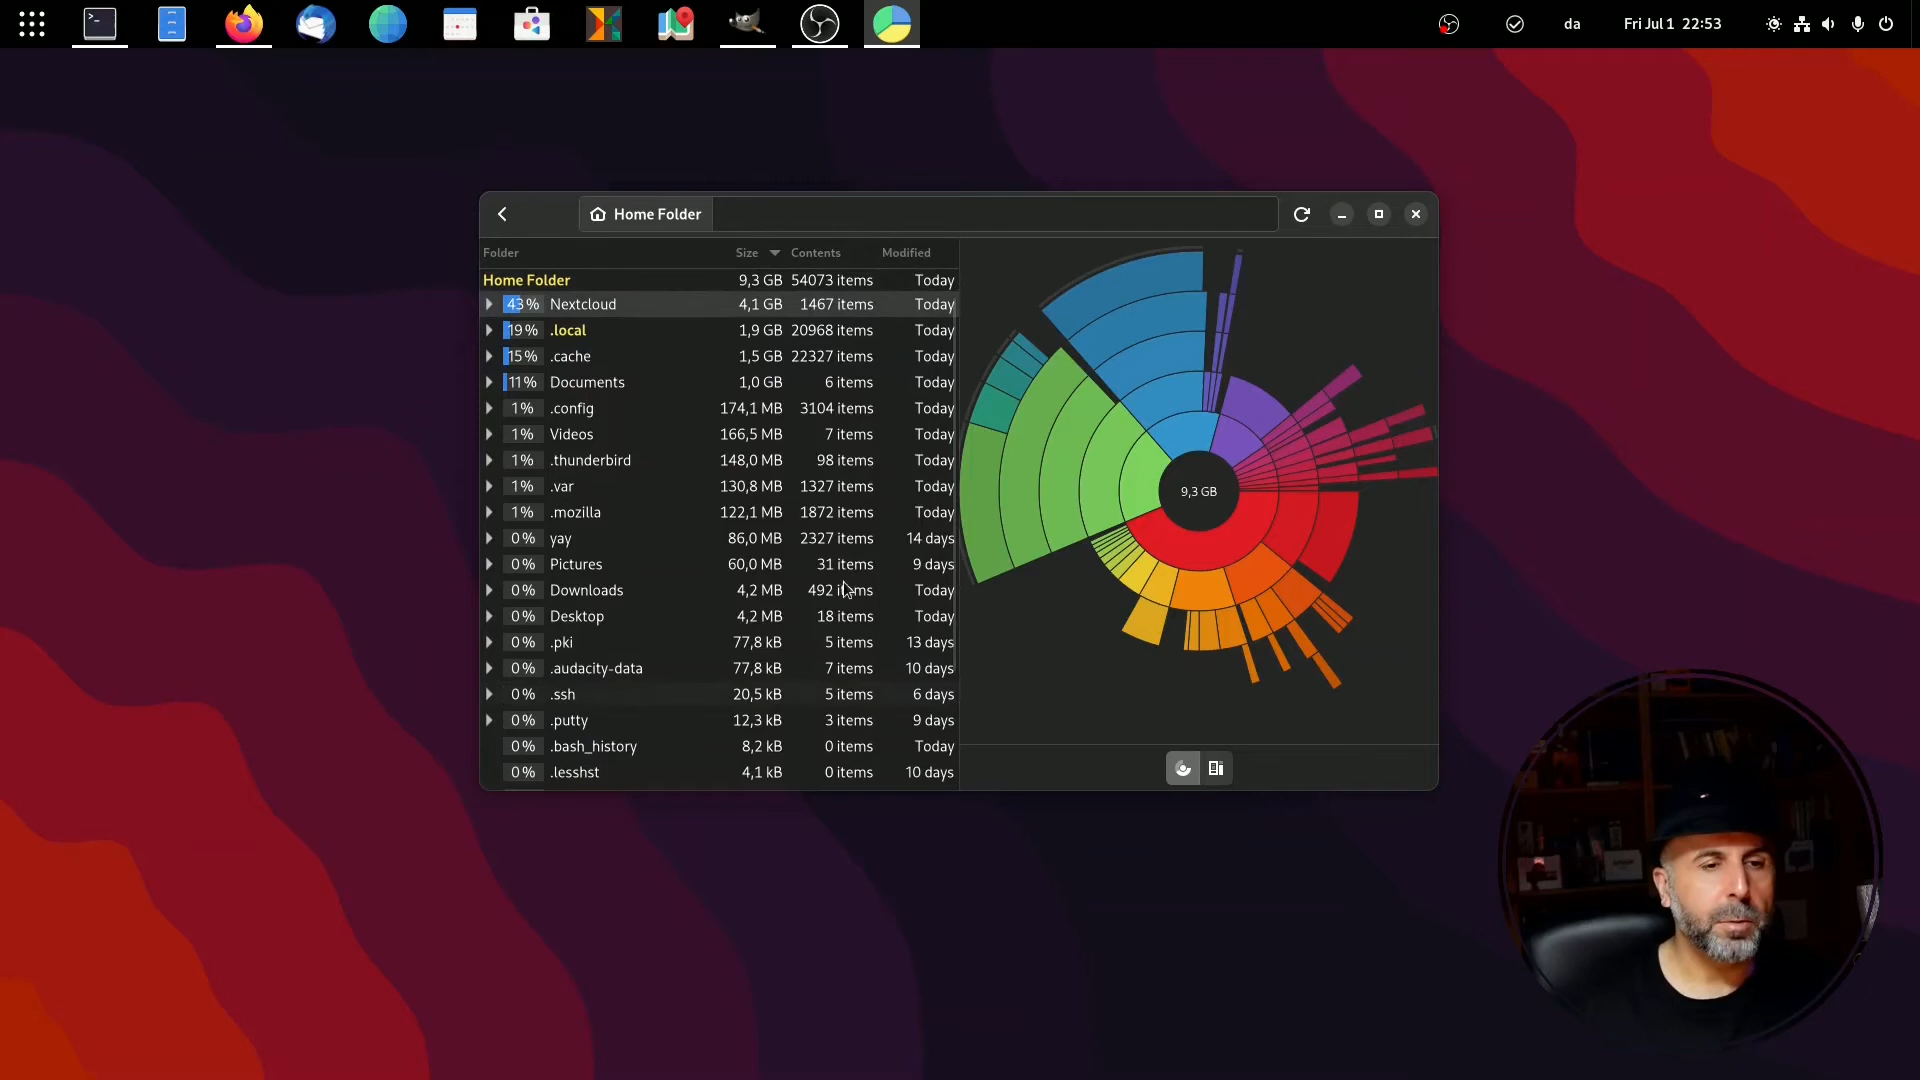 da
Fri Jul 1 22:53
Home Folder
Folder Size Contents Modified
Home Folder 9,3 GB 54073 items Today
43% Nextcloud 4,1 GB 1467 items Today
19% .local 1,9 GB 20968 items Today
15% .cache 1,5 GB 22327 items Today
11% Documents 1,0 GB 6 items Today
1% .config 174,1 MB 3104 items Today
1% Videos 166,5 MB 7 items Today
1% .thunderbird 148,0 MB 98 items Today
1% .var 130,8 MB 1327 items Today
1% .mozilla 122,1 MB 1872 items Today
0% yay 86,0 MB 2327 items 14 days
0% Pictures 60,0 MB 31 items 9 days
0% Downloads 4,2 MB 492 items Today
0% Desktop 4,2 MB 18 items Today
0% .pki 77,8 kB 5 items 13 days
0% .audacity-data 77,8 kB 7 items 10 days
0% .ssh 20,5 kB 5 items 6 days
0% .putty 12,3 kB 3 items 9 days
0% .bash_history 8,2 kB 0 items Today
0% .lesshst 4,1 kB 0 items 10 days
9,3 GB